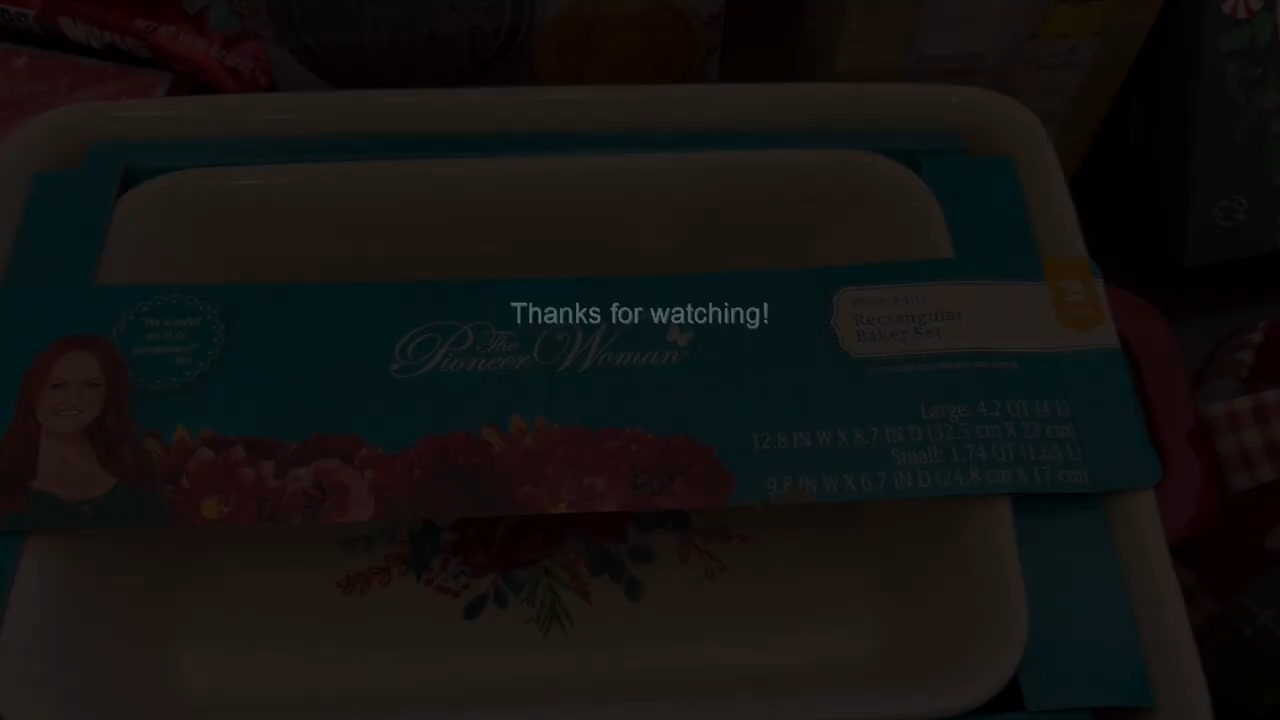 Thanks for watching!
The
Pioneer Woman
Rectangular
Baker Set
2
Large: 4.2 QT (4 L)
12.8 IN W X 8.7 IN D (32.5 cm X 22 cm)
Small: 1.74 QT (1.65 L)
9.8 IN W X 6.7 IN D (24.8 cm X 17 cm)